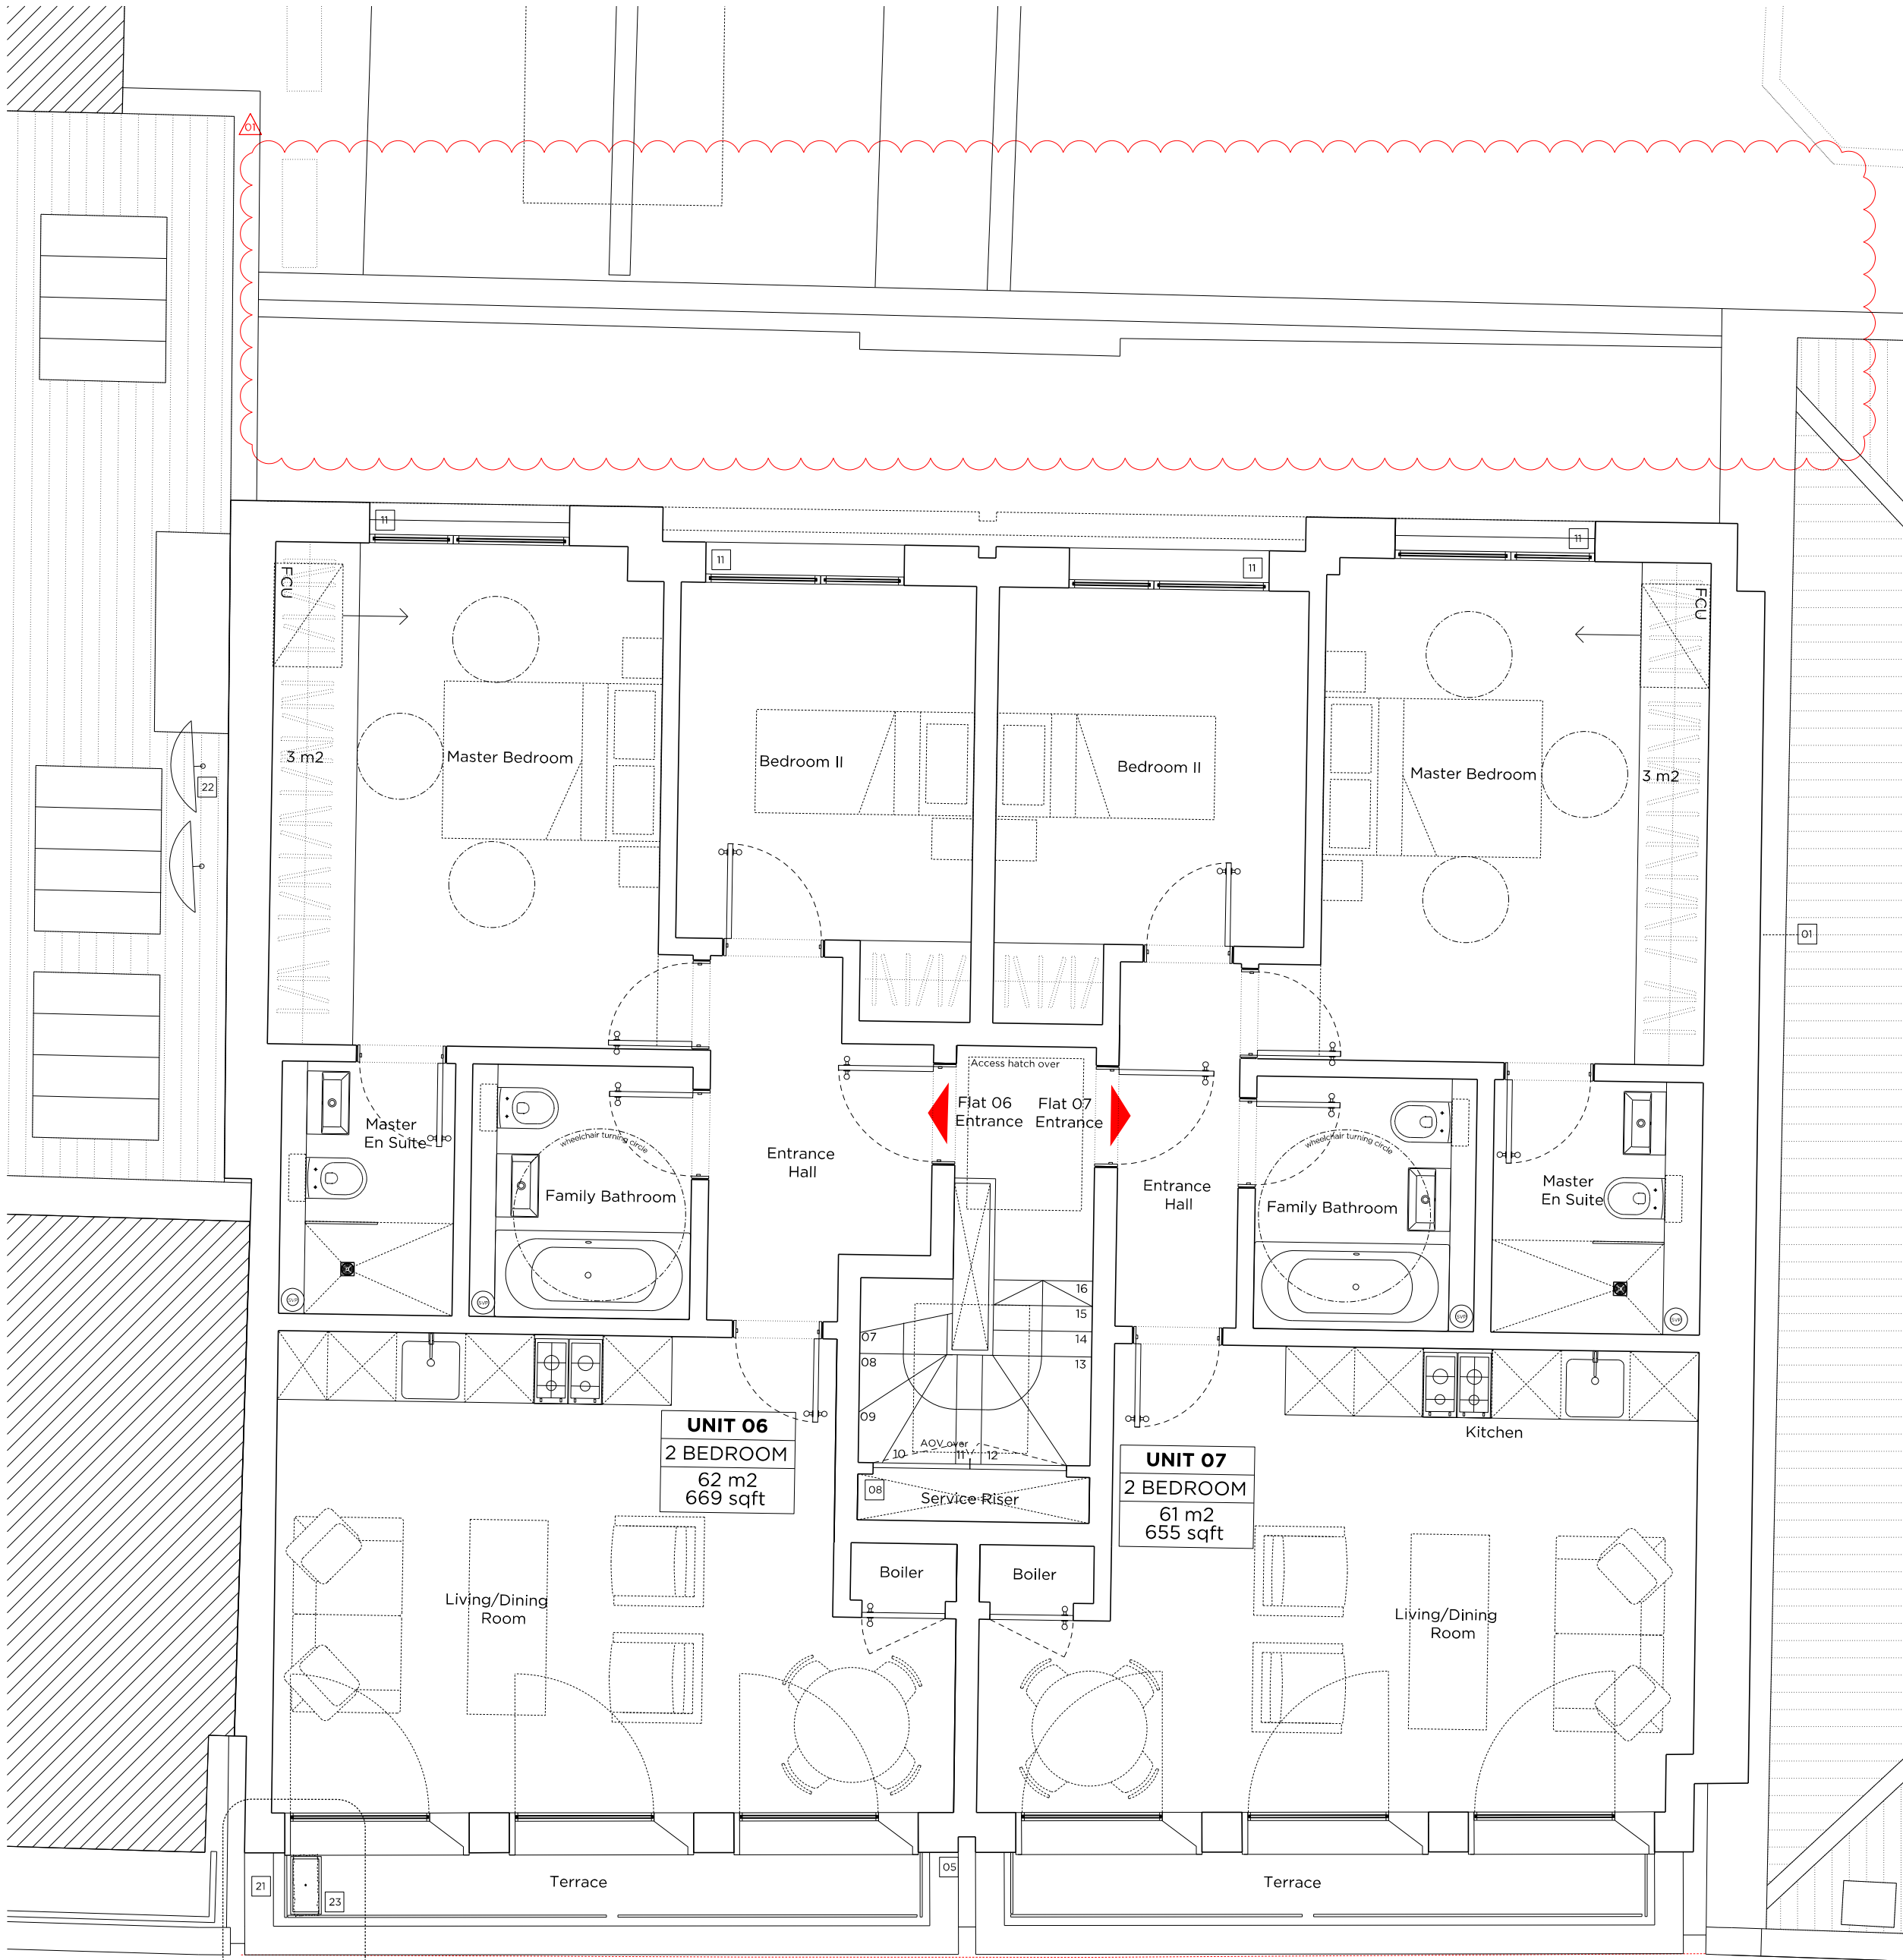 01
11
11
11
11
FCU
FCU
3 m2
Master Bedroom
Bedroom II
Bedroom II
Master Bedroom
3 m2
22
01
Access hatch over
Flat 06
Entrance
Flat 07
Entrance
Master
En Suite
wheelchair turning circle
Family Bathroom
Entrance
Hall
Entrance
Hall
wheelchair turning circle
Family Bathroom
Master
En Suite
SVP
SVP
SVP
SVP
16
15
14
13
07
08
09
10
11
12
AOV over
UNIT 06
2 BEDROOM
62 m2
669 sqft
Kitchen
UNIT 07
2 BEDROOM
61 m2
655 sqft
08
Service Riser
Boiler
Boiler
Living/Dining
Room
Living/Dining
Room
05
21
23
Terrace
Terrace